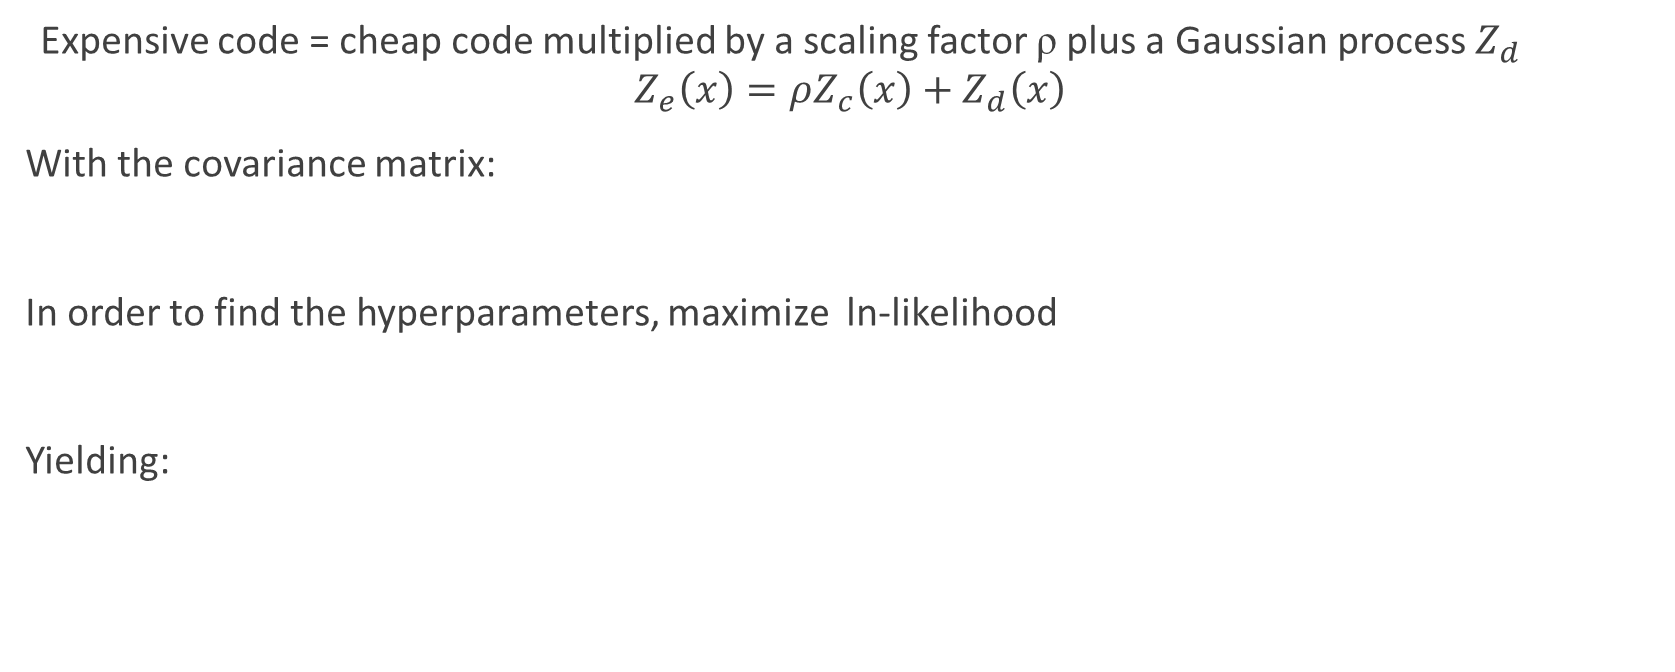 Expensive code = cheap code multiplied by a scaling factor ρ plus a Gaussian process Z_d
Z_e(x) = ρZ_c(x) + Z_d(x)
With the covariance matrix:
In order to find the hyperparameters, maximize ln-likelihood
Yielding: